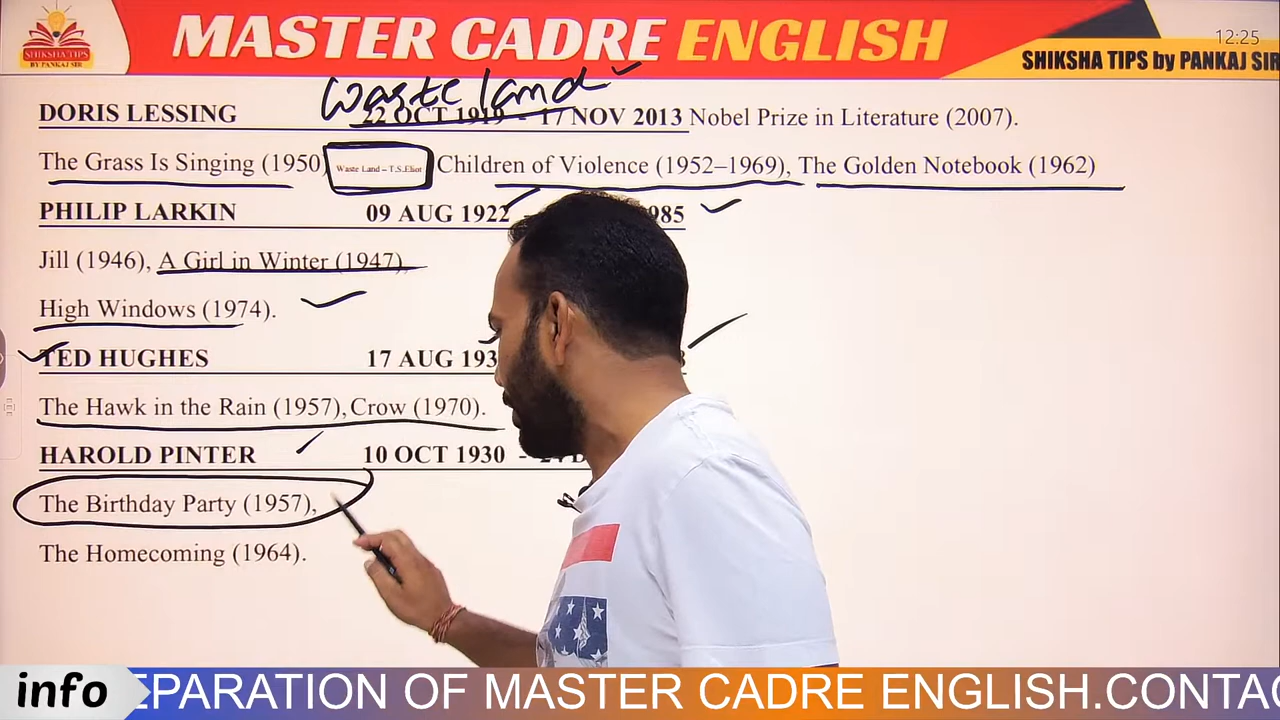 MASTER CADRE ENGLISH
12:25
SHIKSHA TIPS
BY PANKAJ SIR
SHIKSHA TIPS by PANKAJ SIR
Waste land
DORIS LESSING 22 OCT 1919 - 17 NOV 2013 Nobel Prize in Literature (2007).
The Grass Is Singing (1950) Waste Land – T.S.Eliot Children of Violence (1952–1969), The Golden Notebook (1962)
PHILIP LARKIN 09 AUG 1922 - 985
Jill (1946), A Girl in Winter (1947),
High Windows (1974).
TED HUGHES 17 AUG 193
The Hawk in the Rain (1957), Crow (1970).
HAROLD PINTER 10 OCT 1930 - 24 D
The Birthday Party (1957),
The Homecoming (1964).
info EPARATION OF MASTER CADRE ENGLISH.CONTAC